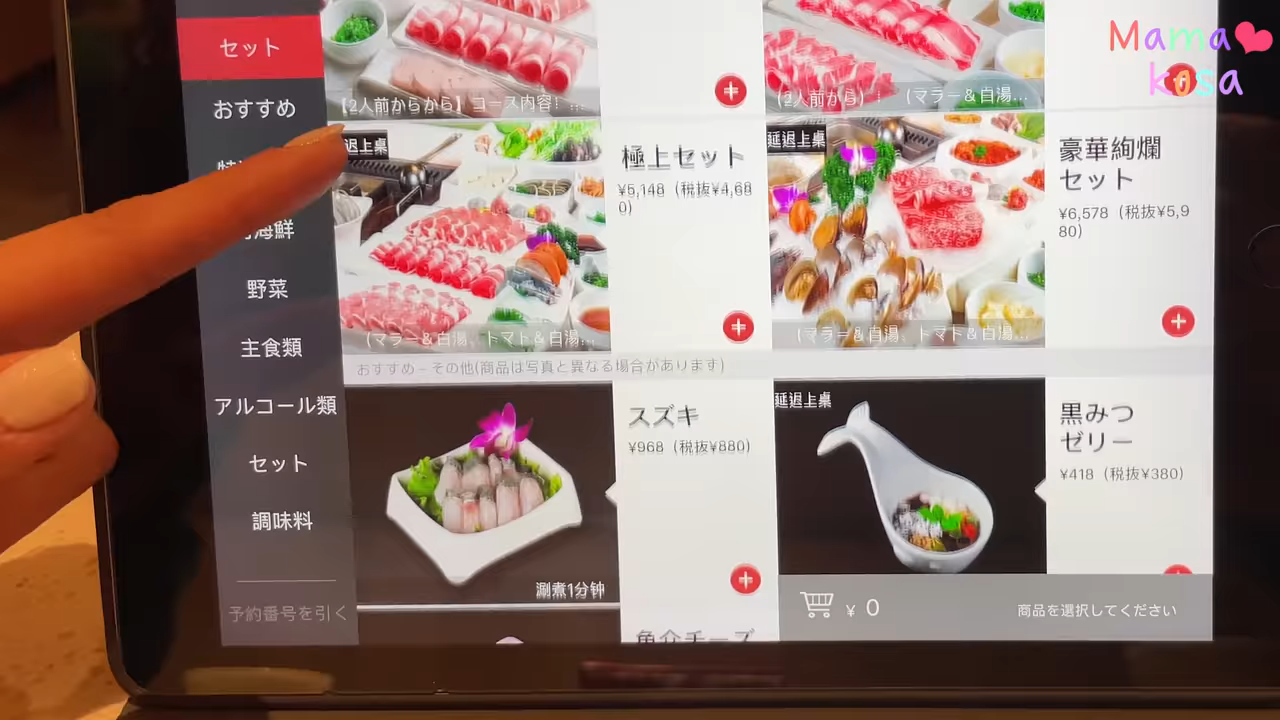 Mama
kosa
セット
おすすめ
海鮮
野菜
主食類
アルコール類
セット
調味料
予約番号を引く
【2人前からから】コース内容！…
(2人前から) ： (マラー＆白湯…
退上桌
極上セット
¥5,148（税抜¥4,68
0)
(マラー＆白湯、トマト＆白湯…
延退上桌
豪華絢爛
セット
¥6,578（税抜¥5,9
80)
(マラー＆白湯、トマト＆白湯…
おすすめ – その他(商品は写真と異なる場合があります)
スズキ
¥968（税抜¥880)
涮煮1分钟
延退上桌
黒みつ
ゼリー
¥418（税抜¥380)
¥ 0
商品を選択してください